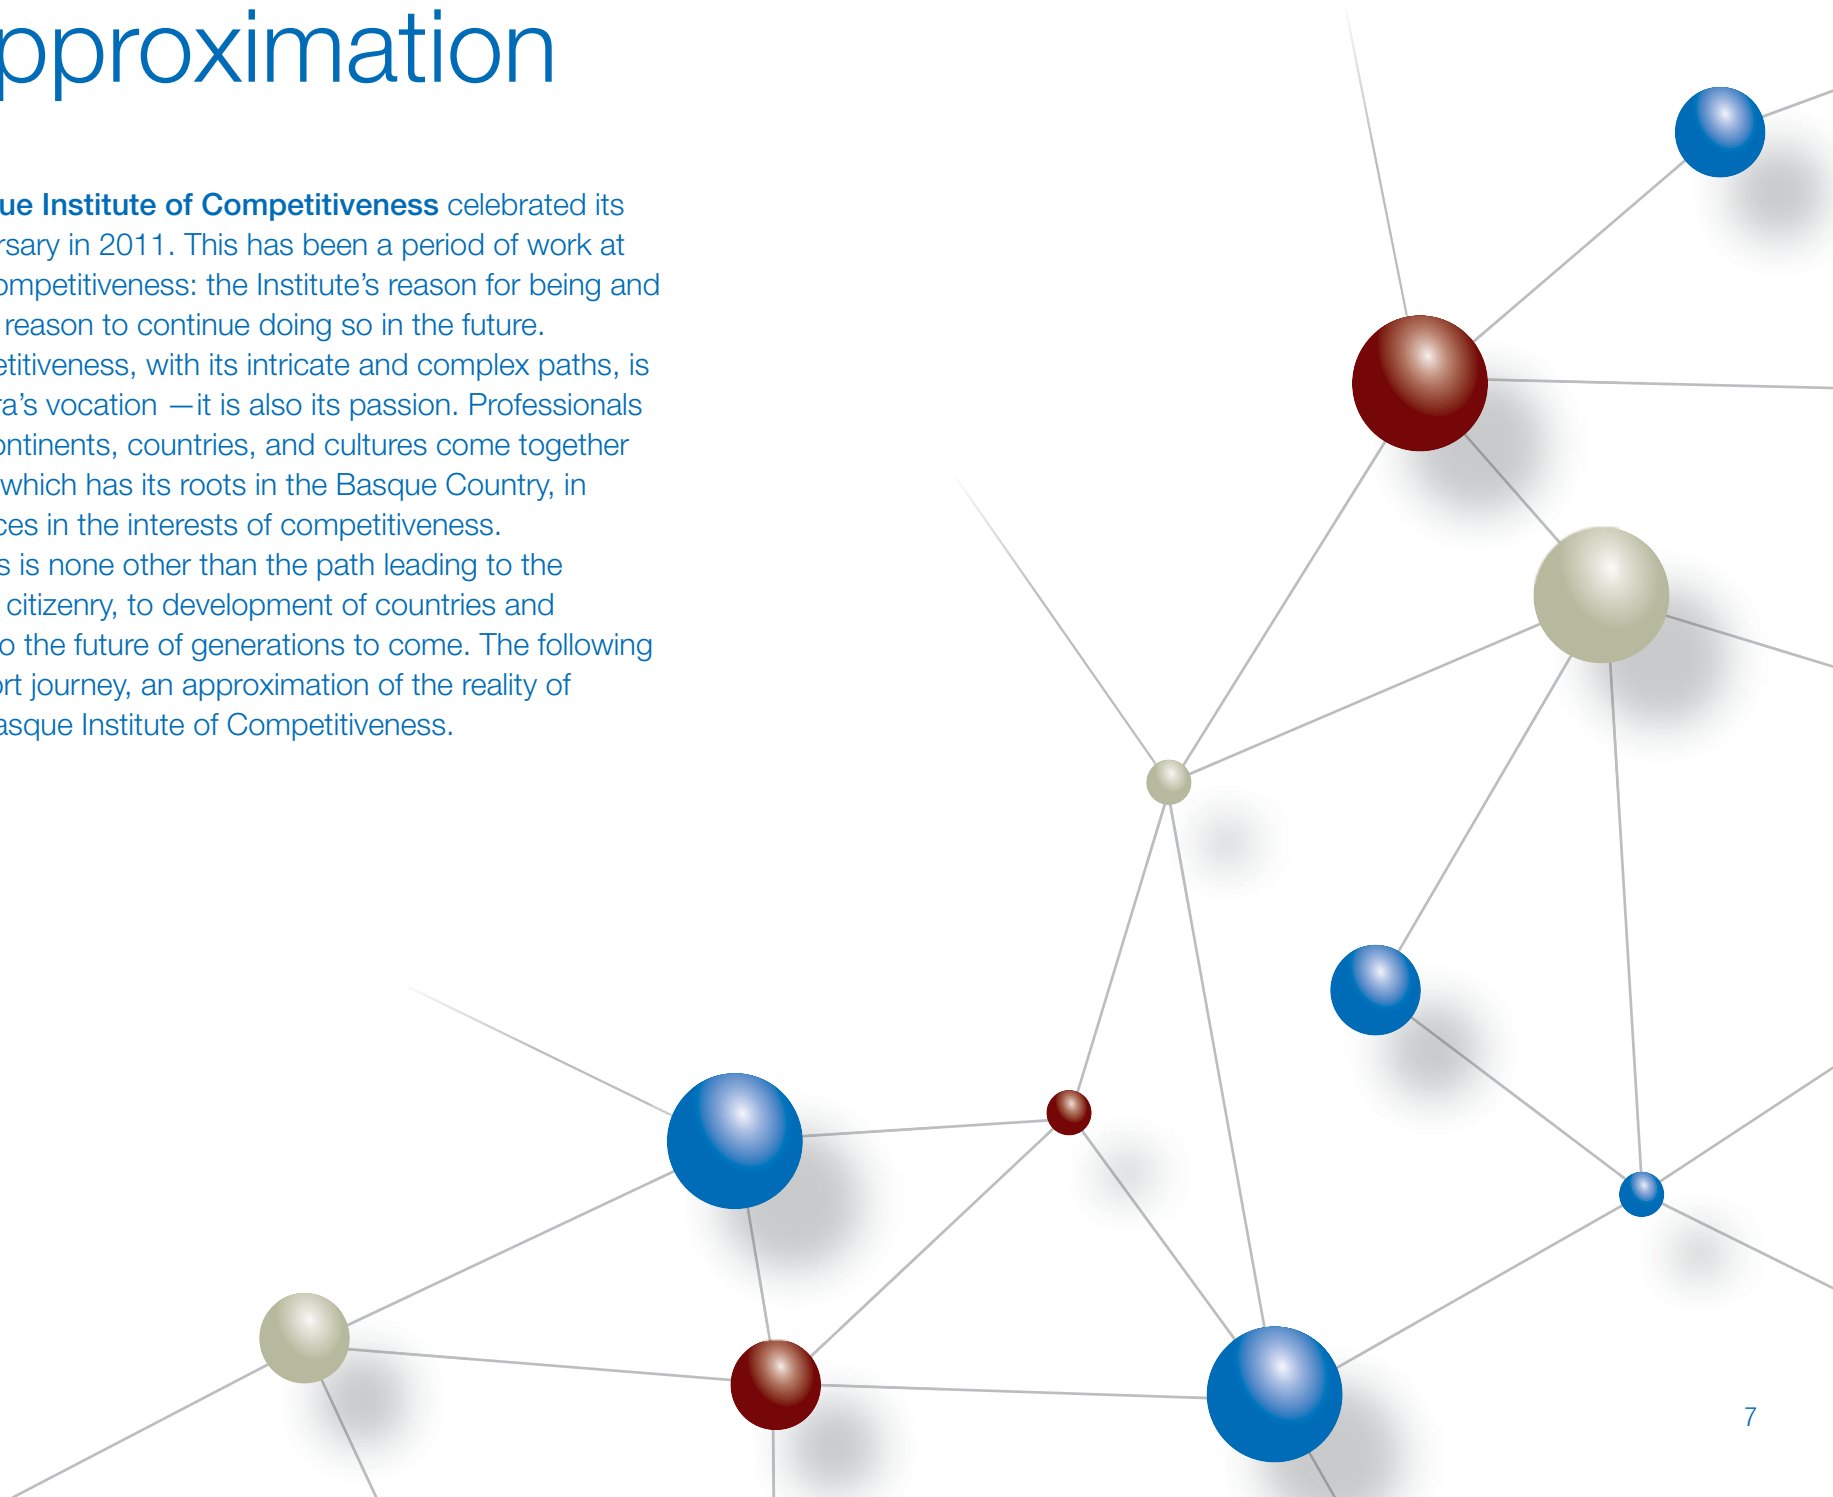 pproximation
ue Institute of Competitiveness celebrated its
rsary in 2011. This has been a period of work at
ompetitiveness: the Institute’s reason for being and
reason to continue doing so in the future.
etitiveness, with its intricate and complex paths, is
ra’s vocation —it is also its passion. Professionals
ontinents, countries, and cultures come together
which has its roots in the Basque Country, in
ces in the interests of competitiveness.
s is none other than the path leading to the
citizenry, to development of countries and
o the future of generations to come. The following
ort journey, an approximation of the reality of
asque Institute of Competitiveness.
7